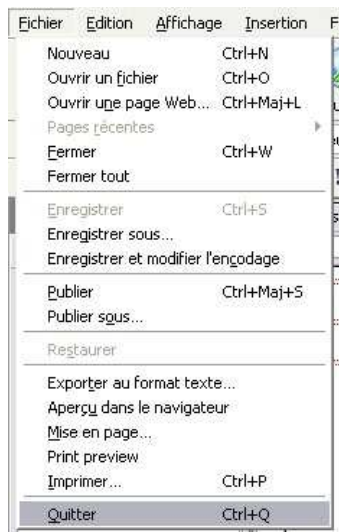 Fichier Edition Affichage Insertion F
Nouveau Ctrl+N
Ouvrir un fichier Ctrl+O
Ouvrir une page Web... Ctrl+Maj+L
Pages récentes
Fermer Ctrl+W
Fermer tout
Enregistrer Ctrl+S
Enregistrer sous...
Enregistrer et modifier l'encodage
Publier Ctrl+Maj+S
Publier sous...
Restaurer
Exporter au format texte...
Aperçu dans le navigateur
Mise en page...
Print preview
Imprimer... Ctrl+P
Quitter Ctrl+Q